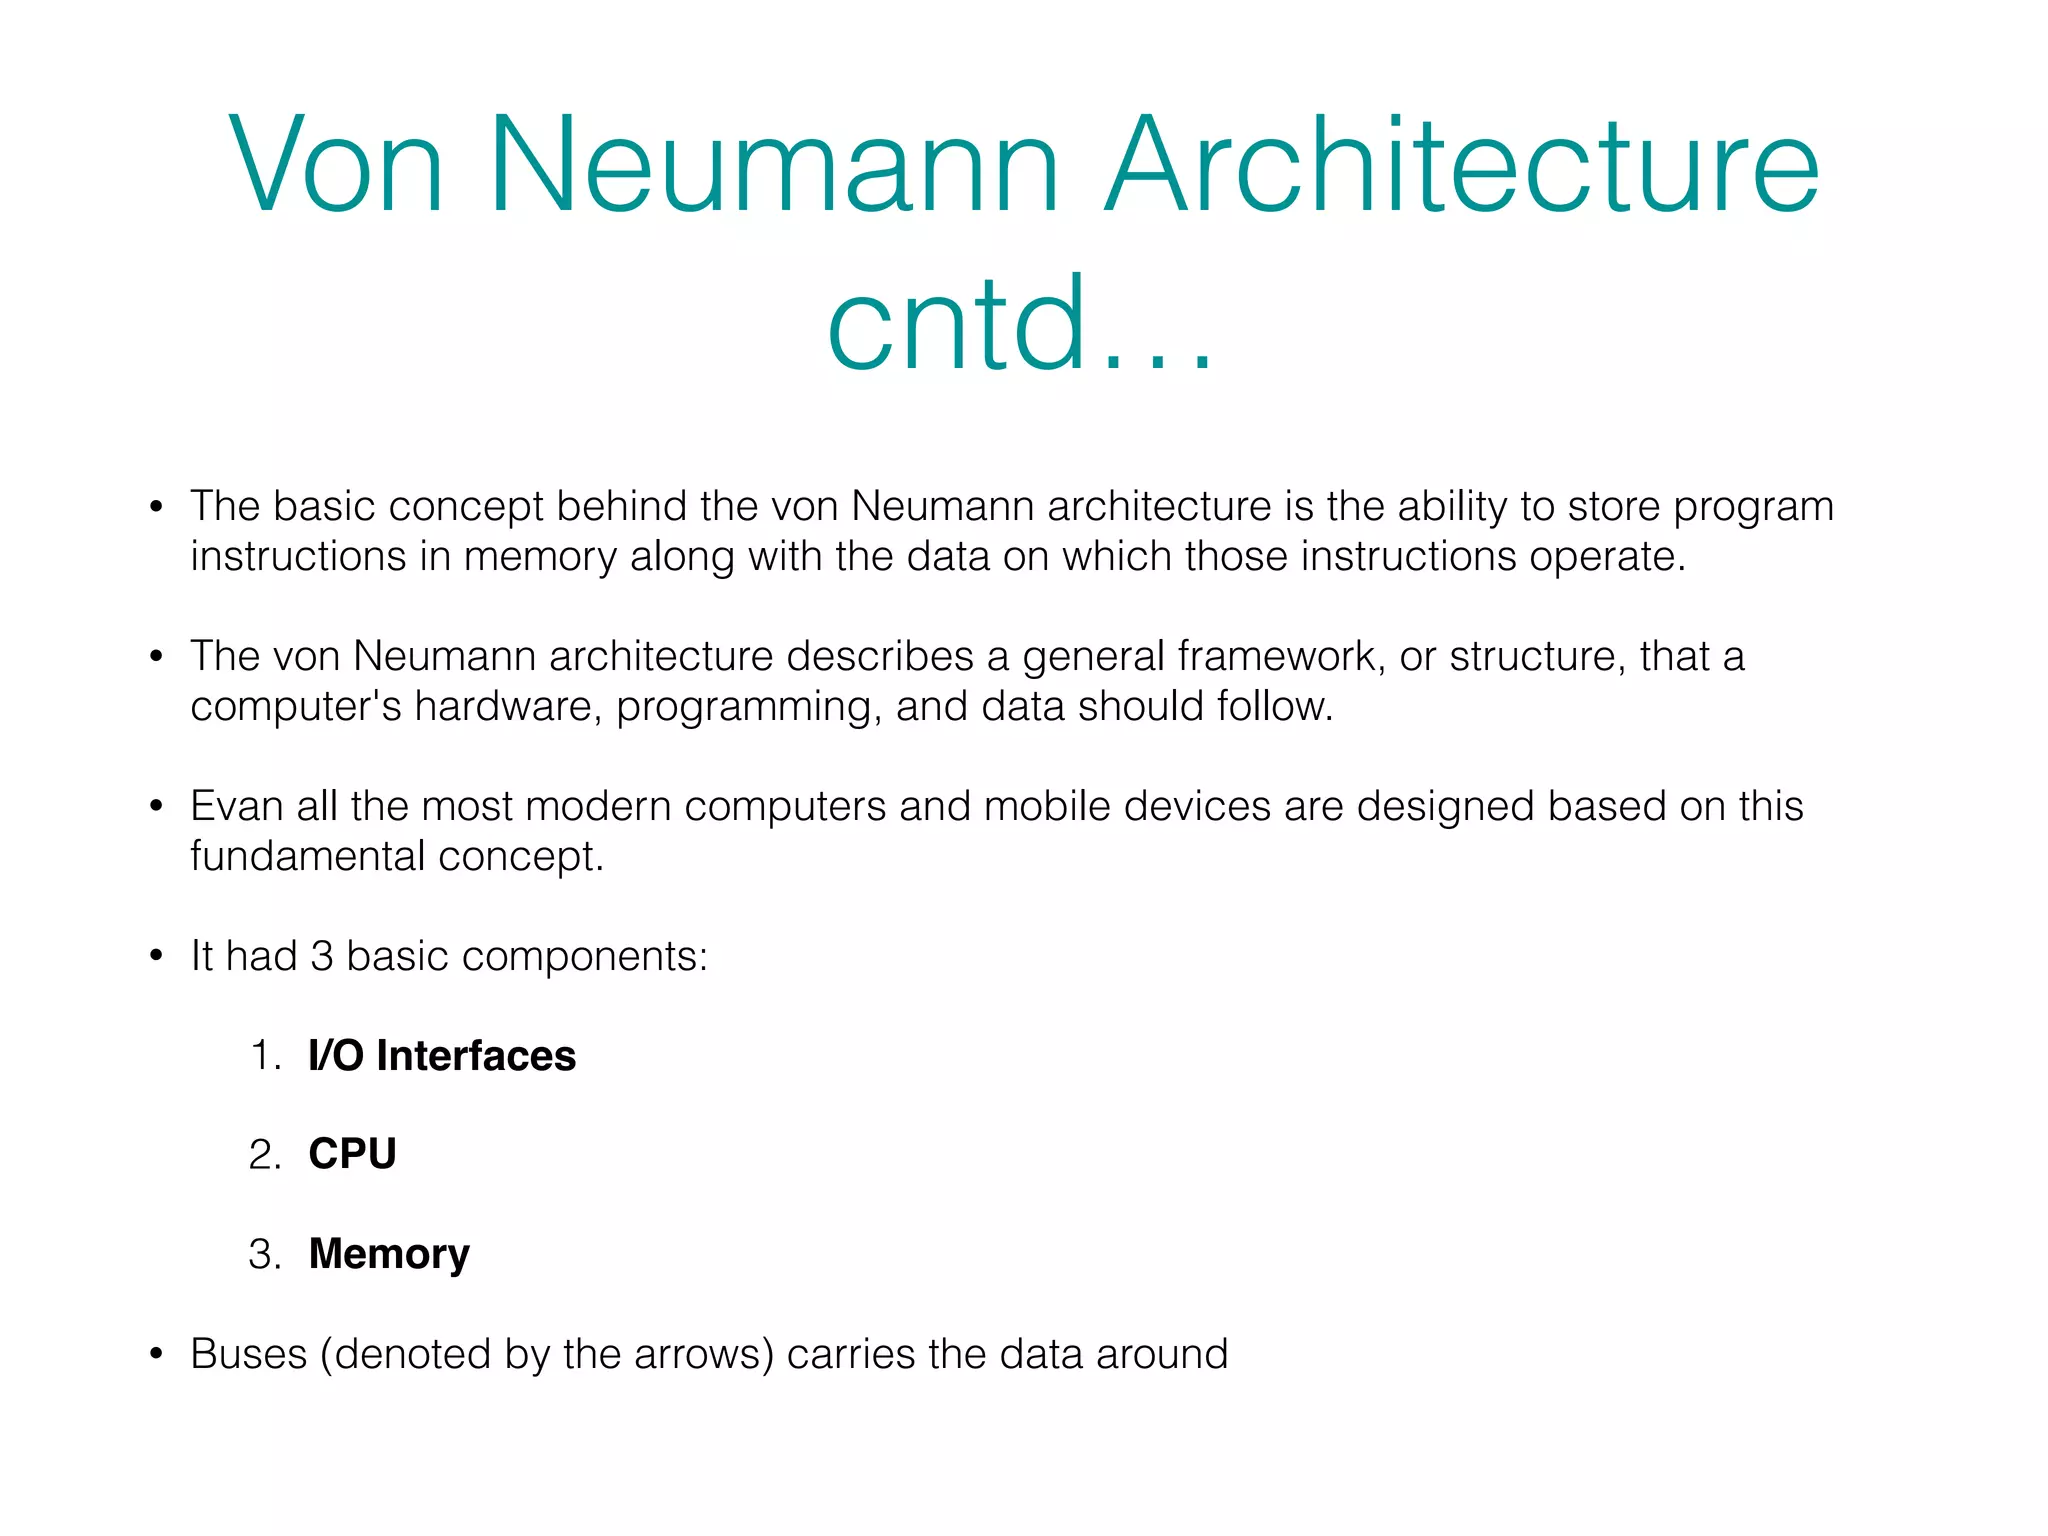 Von Neumann Architecture
cntd…
• The basic concept behind the von Neumann architecture is the ability to store program
instructions in memory along with the data on which those instructions operate.
• The von Neumann architecture describes a general framework, or structure, that a
computer's hardware, programming, and data should follow.
• Evan all the most modern computers and mobile devices are designed based on this
fundamental concept.
• It had 3 basic components:
1. I/O Interfaces
2. CPU
3. Memory
• Buses (denoted by the arrows) carries the data around